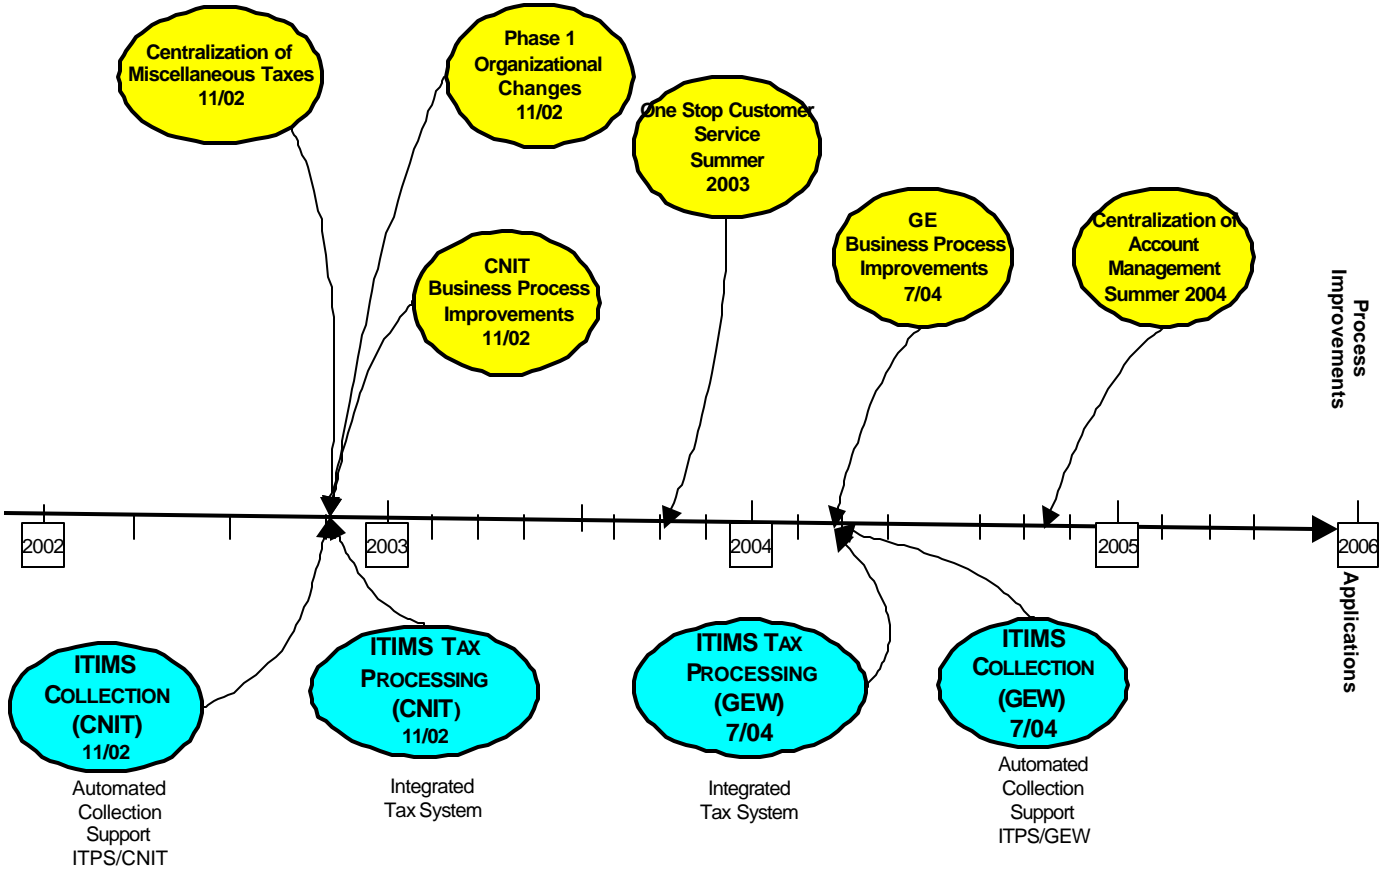 Centralization of
Miscellaneous Taxes
11/02
Phase 1
Organizational
Changes
11/02
One Stop Customer
Service
Summer
2003
CNIT
Business Process
Improvements
11/02
GE
Business Process
Improvements
7/04
Centralization of
Account
Management
Summer 2004
Process
Improvements
2002
2003
2004
2005
2006
Applications
ITIMS
COLLECTION
(CNIT)
11/02
Automated
Collection
Support
ITPS/CNIT
ITIMS TAX
PROCESSING
(CNIT)
11/02
Integrated
Tax System
ITIMS TAX
PROCESSING
(GEW)
7/04
Integrated
Tax System
ITIMS
COLLECTION
(GEW)
7/04
Automated
Collection
Support
ITPS/GEW